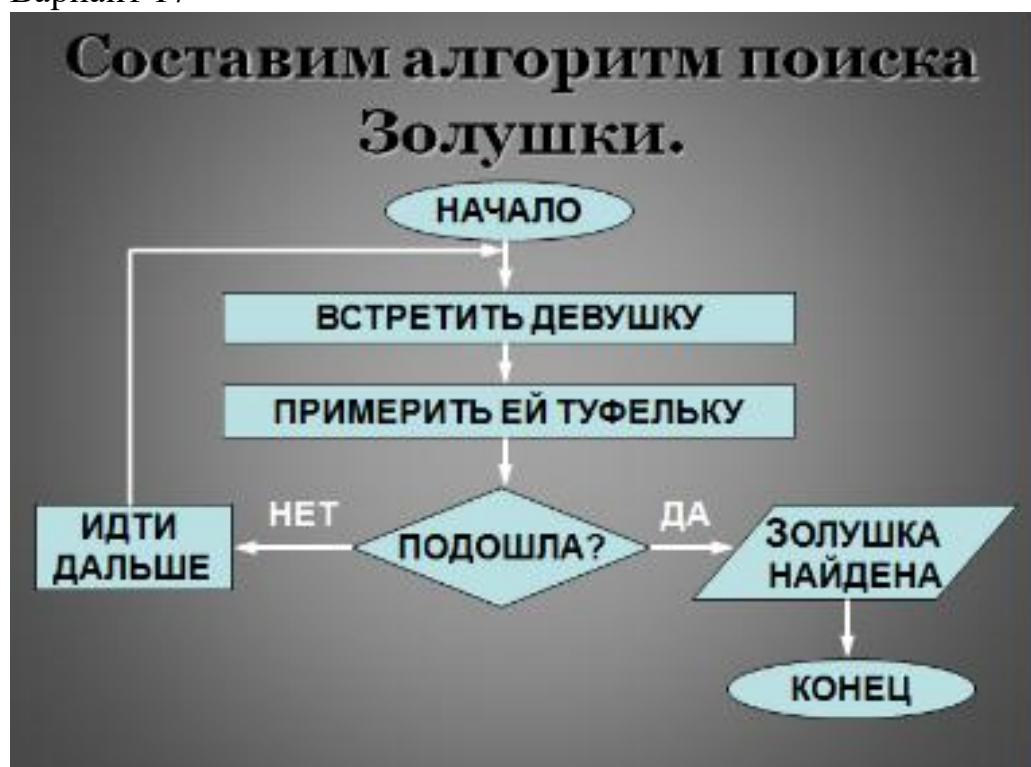 Составим алгоритм поиска
Золушки.
НАЧАЛО
ВСТРЕТИТЬ ДЕВУШКУ
ПРИМЕРИТЬ ЕЙ ТУФЕЛЬКУ
ИДТИ
ДАЛЬШЕ
НЕТ
ПОДОШЛА?
ДА
ЗОЛУШКА
НАЙДЕНА
КОНЕЦ